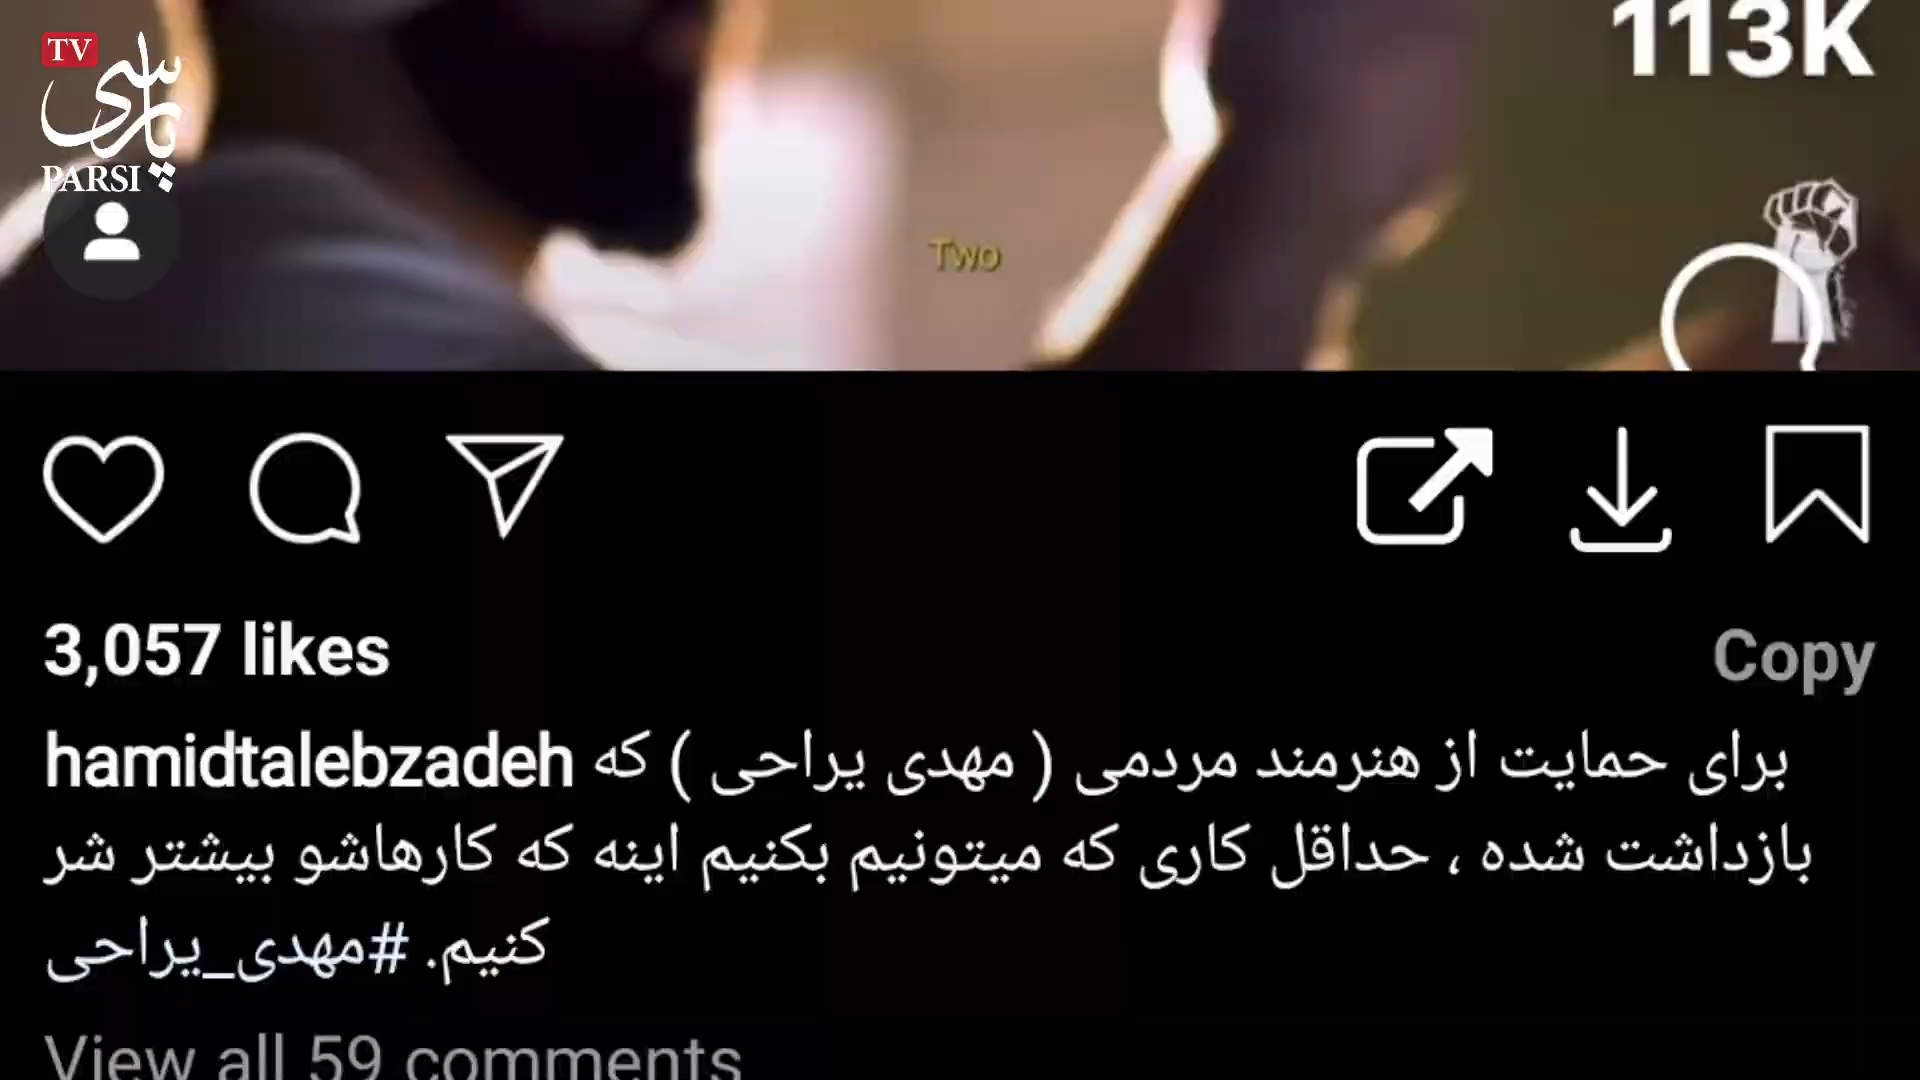 TV
پارسی
PARSI
113K
Two
3,057 likes
Copy
hamidtalebzadeh برای حمایت از هنرمند مردمی ( مهدی یراحی ) که
بازداشت شده ، حداقل کاری که میتونیم بکنیم اینه که کارهاشو بیشتر شر
کنیم. #مهدی_یراحی
View all 59 comments